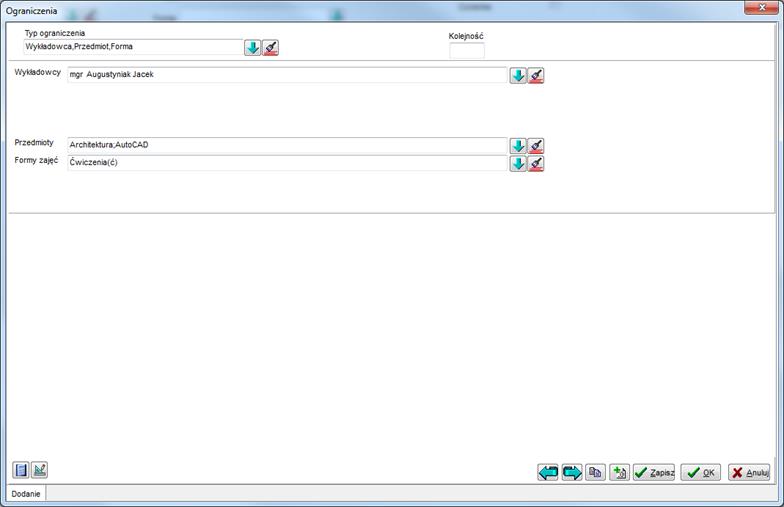 Ograniczenia
Typ ograniczenia
Wykładowca,Przedmiot,Forma
Kolejność
Wykładowcy
mgr Augustyniak Jacek
Przedmioty
Architektura;AutoCAD
Formy zajęć
Ćwiczenia(ć)
Zapisz
OK
Anuluj
Dodanie